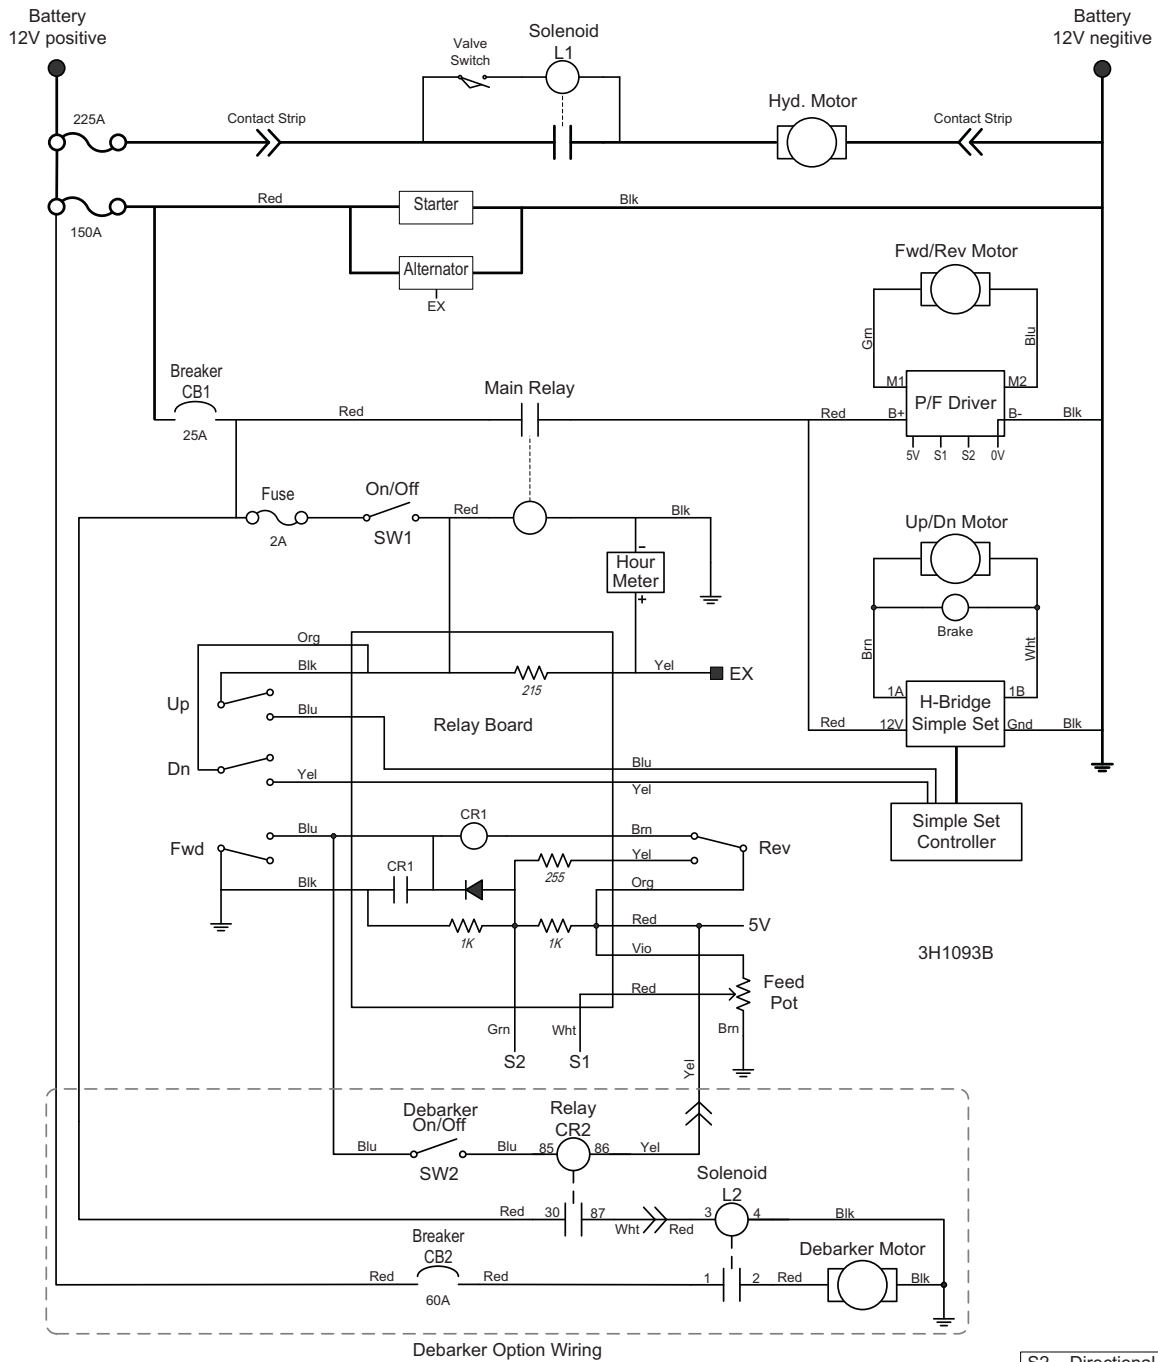 Battery
12V positive
Battery
12V negitive
Solenoid
L1
Valve
Switch
225A
Contact Strip
Hyd. Motor
Contact Strip
150A
Red
Starter
Blk
Alternator
EX
Fwd/Rev Motor
Grn
Blu
M1
M2
P/F Driver
Red
B+
B-
Blk
5V
S1
S2
0V
Breaker
CB1
25A
Red
Main Relay
Fuse
2A
On/Off
SW1
Red
Blk
-
Hour
Meter
+
Up/Dn Motor
Brake
Brn
Wht
1A
1B
H-Bridge
Simple Set
Red
12V
Gnd
Blk
Org
Blk
215
Yel
EX
Up
Blu
Relay Board
Dn
Yel
Blu
Yel
Simple Set
Controller
CR1
Blu
Brn
Fwd
CR1
Yel
Rev
255
Blk
Org
1K
1K
Red
5V
Vio
3H1093B
Red
Feed
Pot
Brn
Grn
Wht
S2
S1
Yel
Debarker
On/Off
Relay
CR2
Blu
Blu
85
86
Yel
SW2
Solenoid
L2
Red
30
87
Wht
Red
3
4
Blk
Breaker
CB2
Debarker Motor
Red
Red
60A
1
2
Red
Blk
Debarker Option Wiring
S2 - Directional